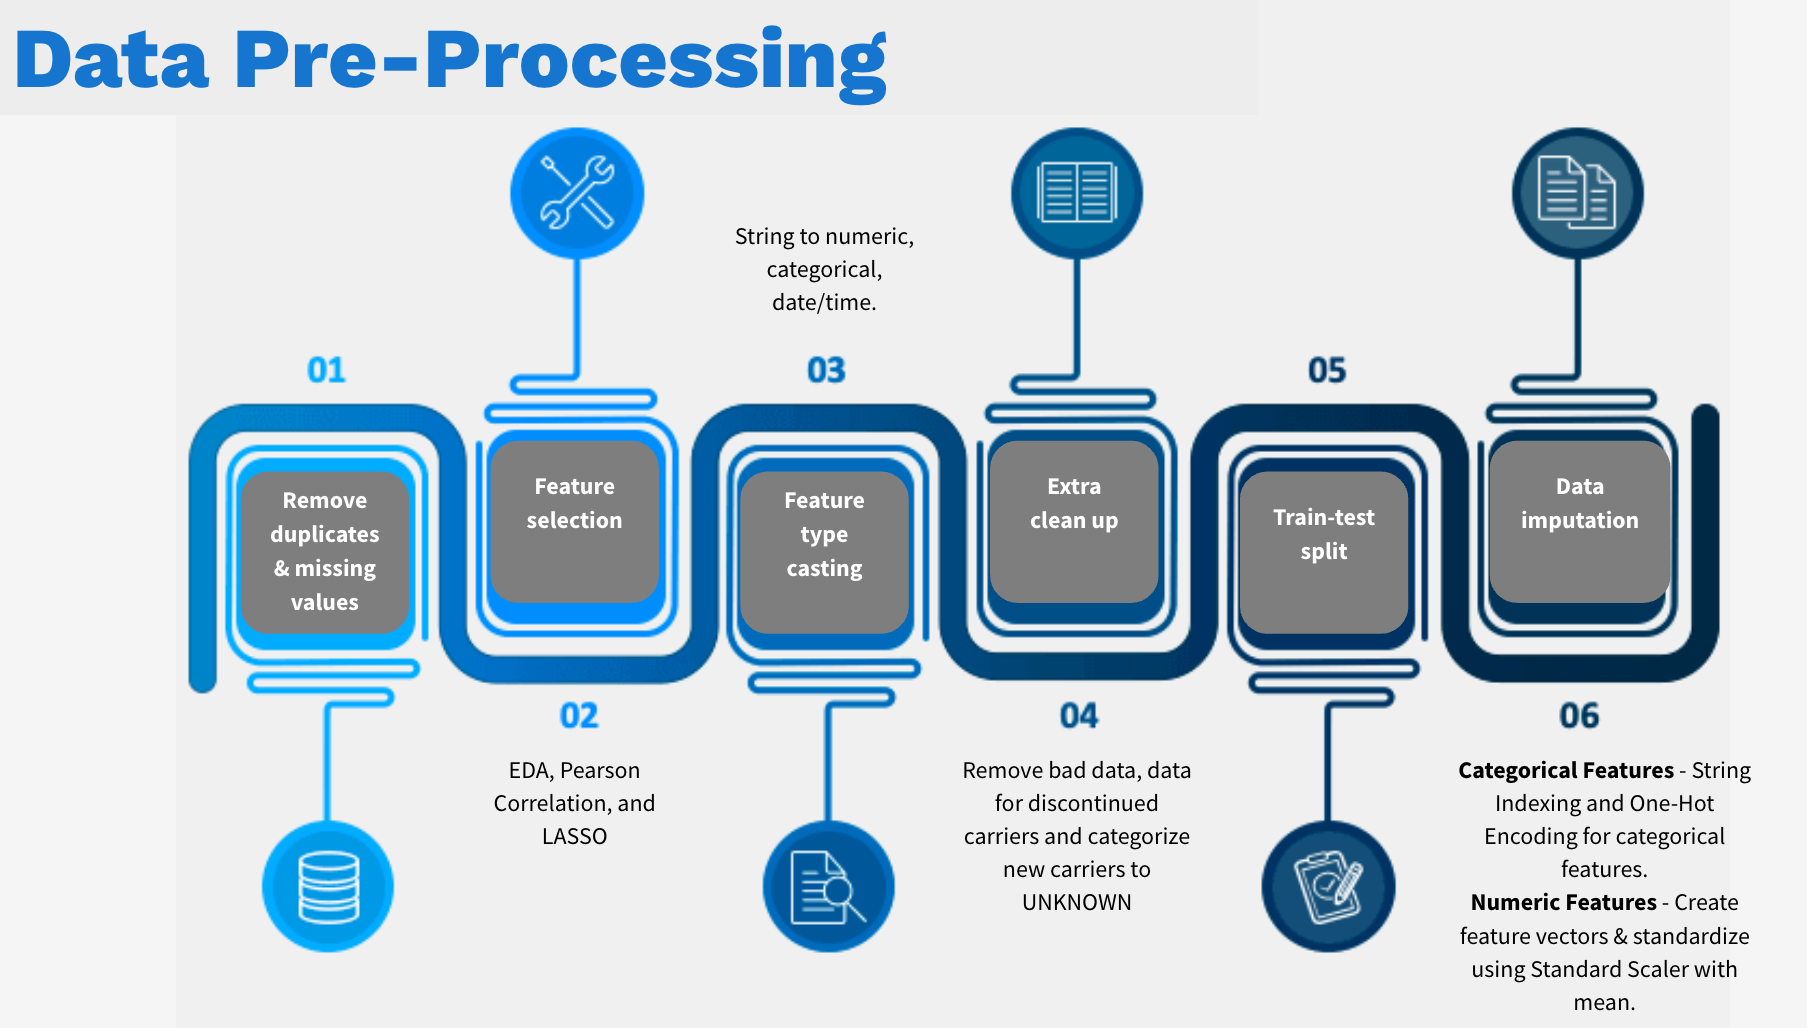 Data Pre-Processing
01
Remove
duplicates
& missing
values
Feature
selection
02
EDA, Pearson
Correlation, and
LASSO
String to numeric,
categorical,
date/time.
03
Feature
type
casting
Extra
clean up
04
Remove bad data, data
for discontinued
carriers and categorize
new carriers to
UNKNOWN
05
Train-test
split
Data
imputation
06
Categorical Features - String
Indexing and One-Hot
Encoding for categorical
features.
Numeric Features - Create
feature vectors & standardize
using Standard Scaler with
mean.